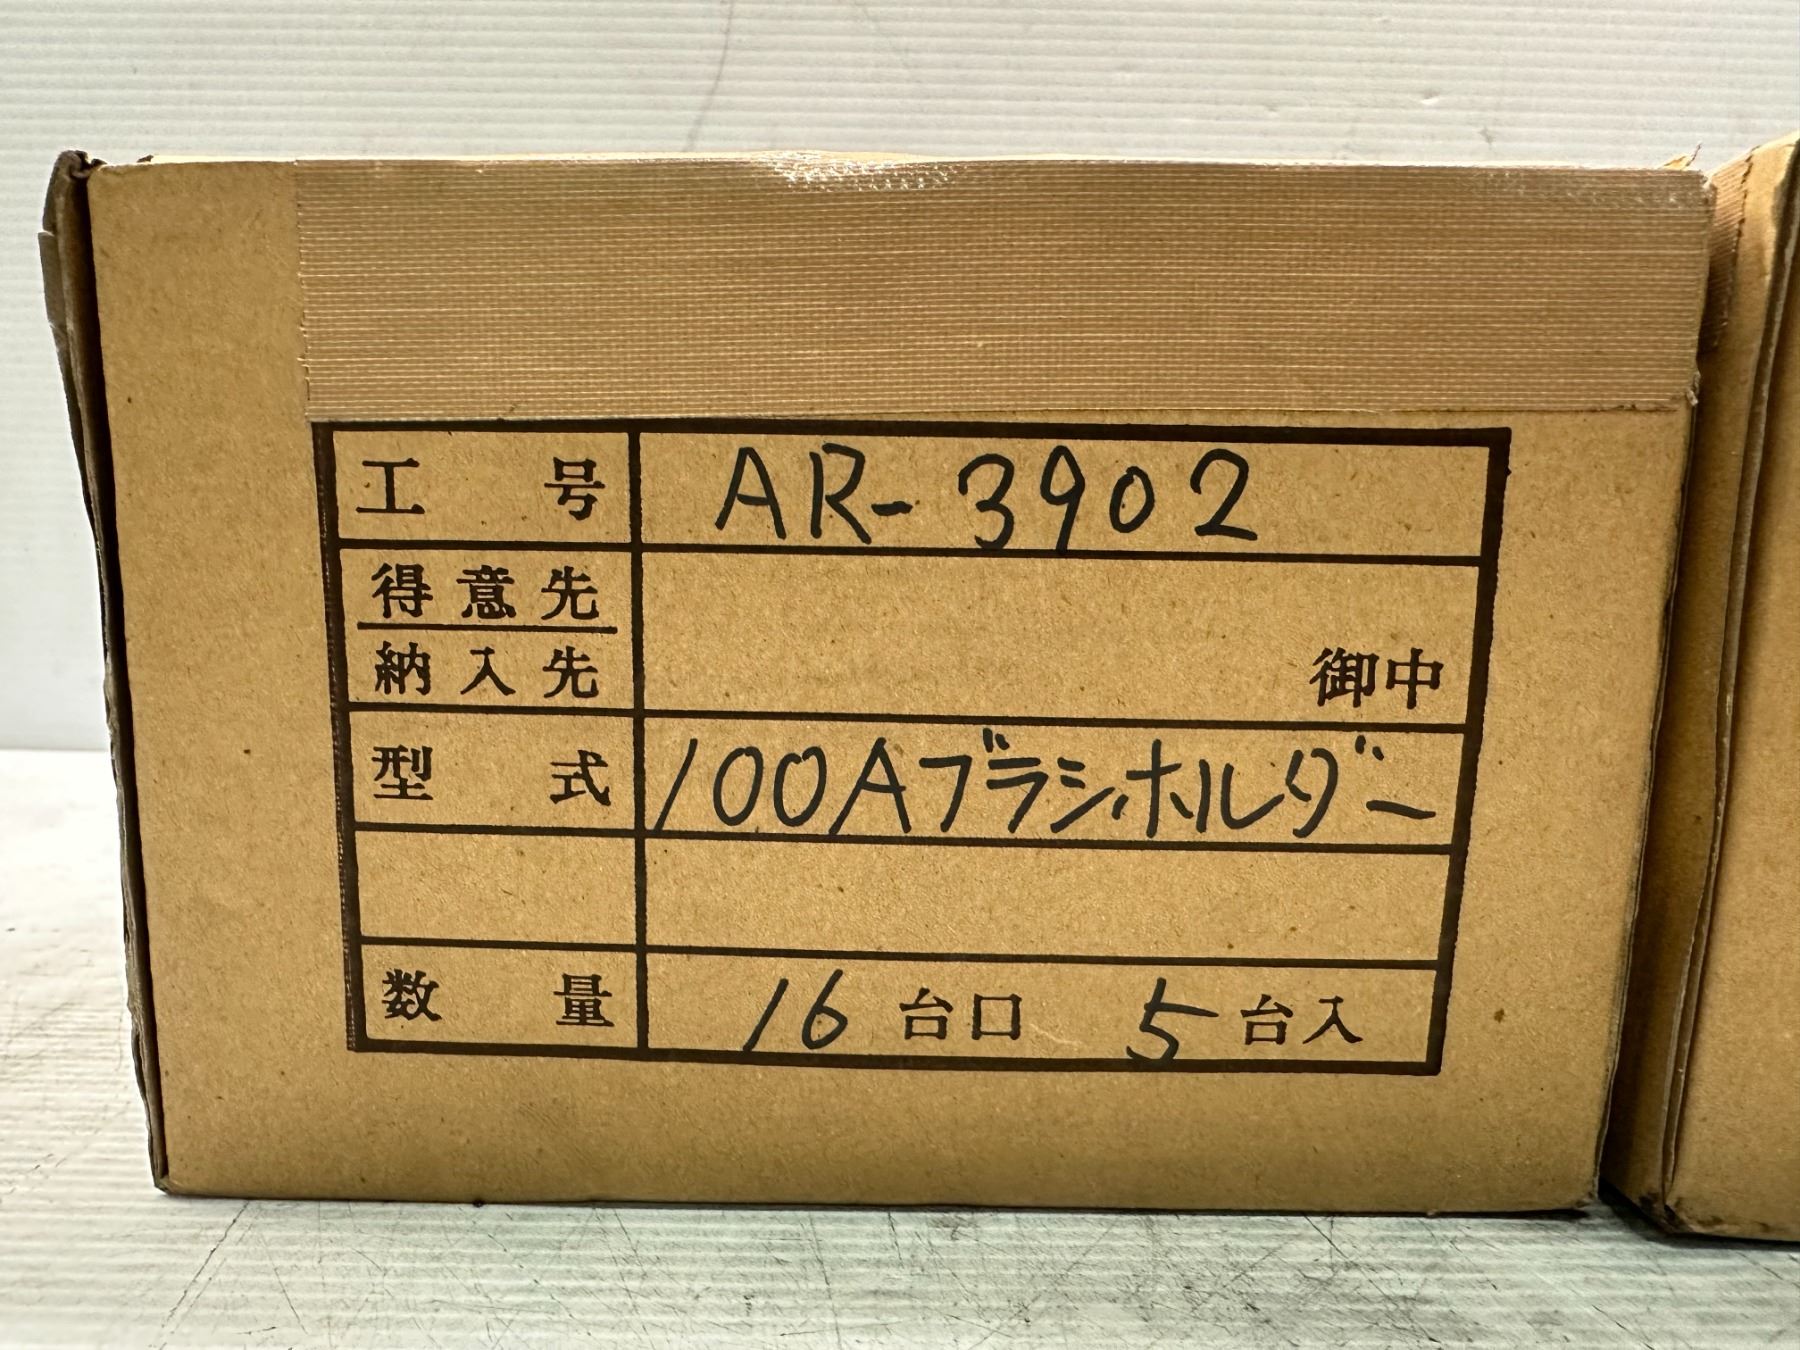 工号 AR-3902
得意先
納入先 御中
型式 100Aブラシホルダー
数量 16台口 5台入